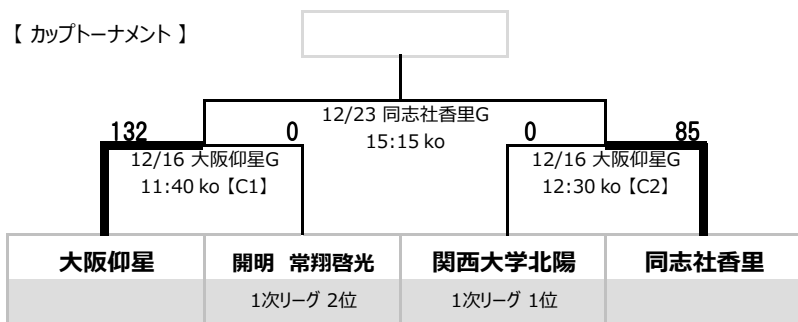 【 カップトーナメント 】
12/23 同志社香里G
15:15 ko
132
0
0
85
12/16 大阪仰星G
11:40 ko【C1】
12/16 大阪仰星G
12:30 ko【C2】
大阪仰星
開明 常翔啓光
関西大学北陽
同志社香里
1次リーグ 2位
1次リーグ 1位